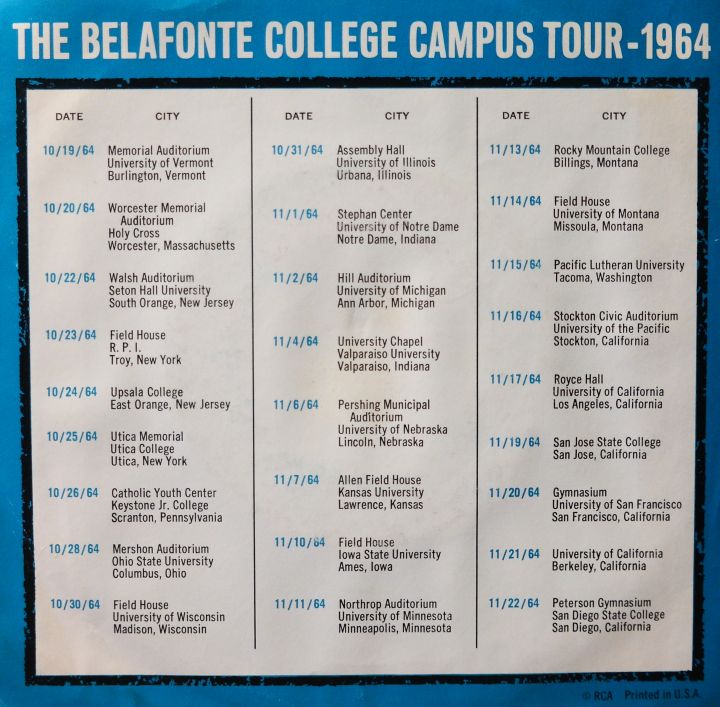 THE BELAFONTE COLLEGE CAMPUS TOUR-1964
DATE CITY
10/19/64 Memorial Auditorium
University of Vermont
Burlington, Vermont
10/20/64 Worcester Memorial
Auditorium
Holy Cross
Worcester, Massachusetts
10/22/64 Walsh Auditorium
Seton Hall University
South Orange, New Jersey
10/23/64 Field House
R. P. I.
Troy, New York
10/24/64 Upsala College
East Orange, New Jersey
10/25/64 Utica Memorial
Utica College
Utica, New York
10/26/64 Catholic Youth Center
Keystone Jr. College
Scranton, Pennsylvania
10/28/64 Mershon Auditorium
Ohio State University
Columbus, Ohio
10/30/64 Field House
University of Wisconsin
Madison, Wisconsin
DATE CITY
10/31/64 Assembly Hall
University of Illinois
Urbana, Illinois
11/1/64 Stephan Center
University of Notre Dame
Notre Dame, Indiana
11/2/64 Hill Auditorium
University of Michigan
Ann Arbor, Michigan
11/4/64 University Chapel
Valparaiso University
Valparaiso, Indiana
11/6/64 Pershing Municipal
Auditorium
University of Nebraska
Lincoln, Nebraska
11/7/64 Allen Field House
Kansas University
Lawrence, Kansas
11/10/64 Field House
Iowa State University
Ames, Iowa
11/11/64 Northrop Auditorium
University of Minnesota
Minneapolis, Minnesota
DATE CITY
11/13/64 Rocky Mountain College
Billings, Montana
11/14/64 Field House
University of Montana
Missoula, Montana
11/15/64 Pacific Lutheran University
Tacoma, Washington
11/16/64 Stockton Civic Auditorium
University of the Pacific
Stockton, California
11/17/64 Royce Hall
University of California
Los Angeles, California
11/19/64 San Jose State College
San Jose, California
11/20/64 Gymnasium
University of San Francisco
San Francisco, California
11/21/64 University of California
Berkeley, California
11/22/64 Peterson Gymnasium
San Diego State College
San Diego, California
© RCA Printed in U.S.A.